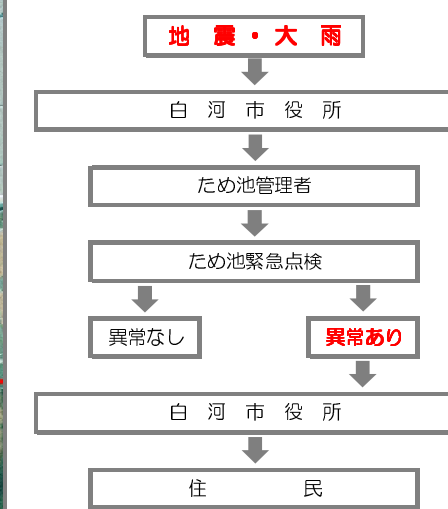 地 震 ・ 大 雨
白 河 市 役 所
ため池管理者
ため池緊急点検
異常なし 異常あり
白 河 市 役 所
住 民